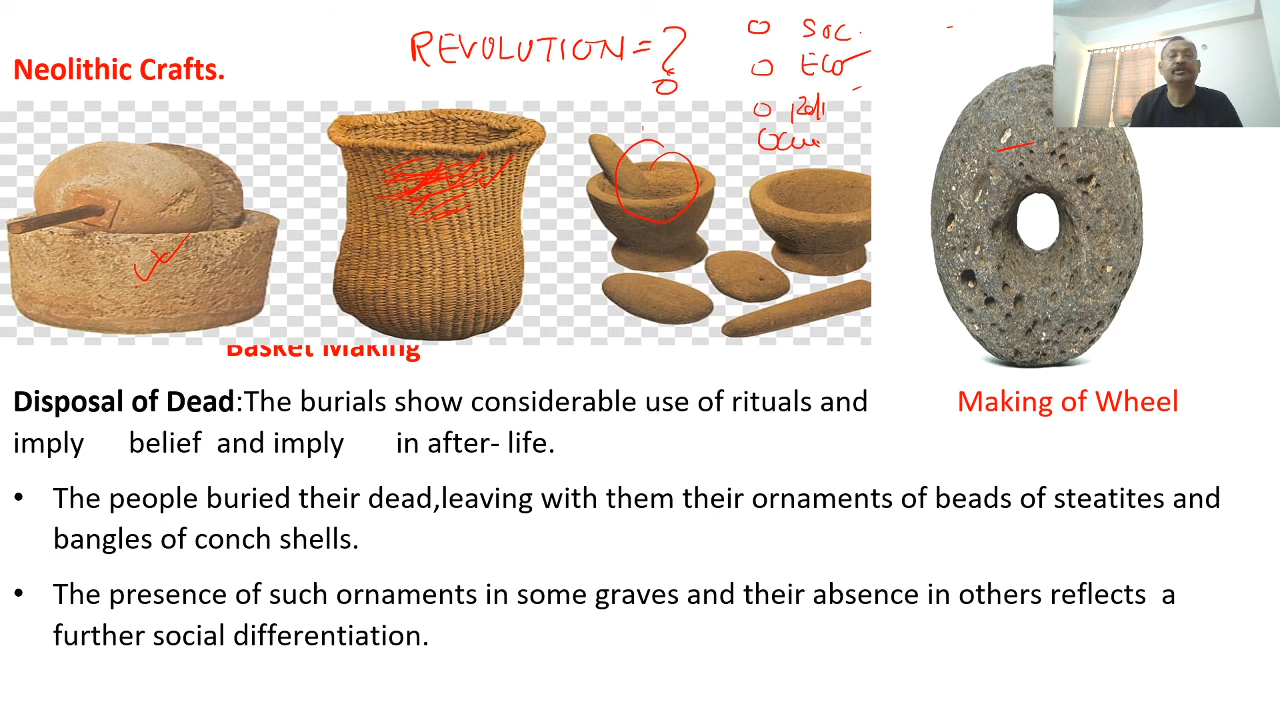 REVOLUTION = ?
Soc.
Eco
Neolithic Crafts.
Basket Making
Making of Wheel
Disposal of Dead:The burials show considerable use of rituals and
imply belief and imply in after- life.
• The people buried their dead,leaving with them their ornaments of beads of steatites and
bangles of conch shells.
• The presence of such ornaments in some graves and their absence in others reflects a
further social differentiation.